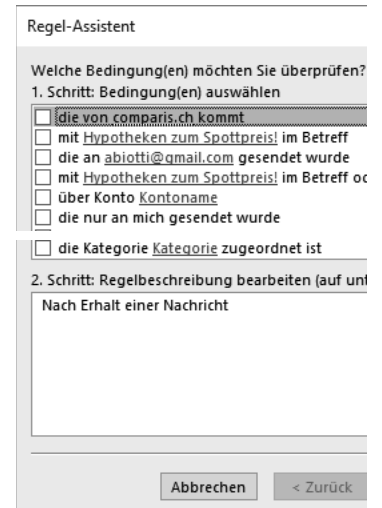 Regel-Assistent
Welche Bedingung(en) möchten Sie überprüfen?
1. Schritt: Bedingung(en) auswählen
die von comparis.ch kommt
mit Hypotheken zum Spottpreis! im Betreff
die an abiotti@gmail.com gesendet wurde
mit Hypotheken zum Spottpreis! im Betreff od
über Konto Kontoname
die nur an mich gesendet wurde
die Kategorie Kategorie zugeordnet ist
2. Schritt: Regelbeschreibung bearbeiten (auf unt
Nach Erhalt einer Nachricht
Abbrechen < Zurück